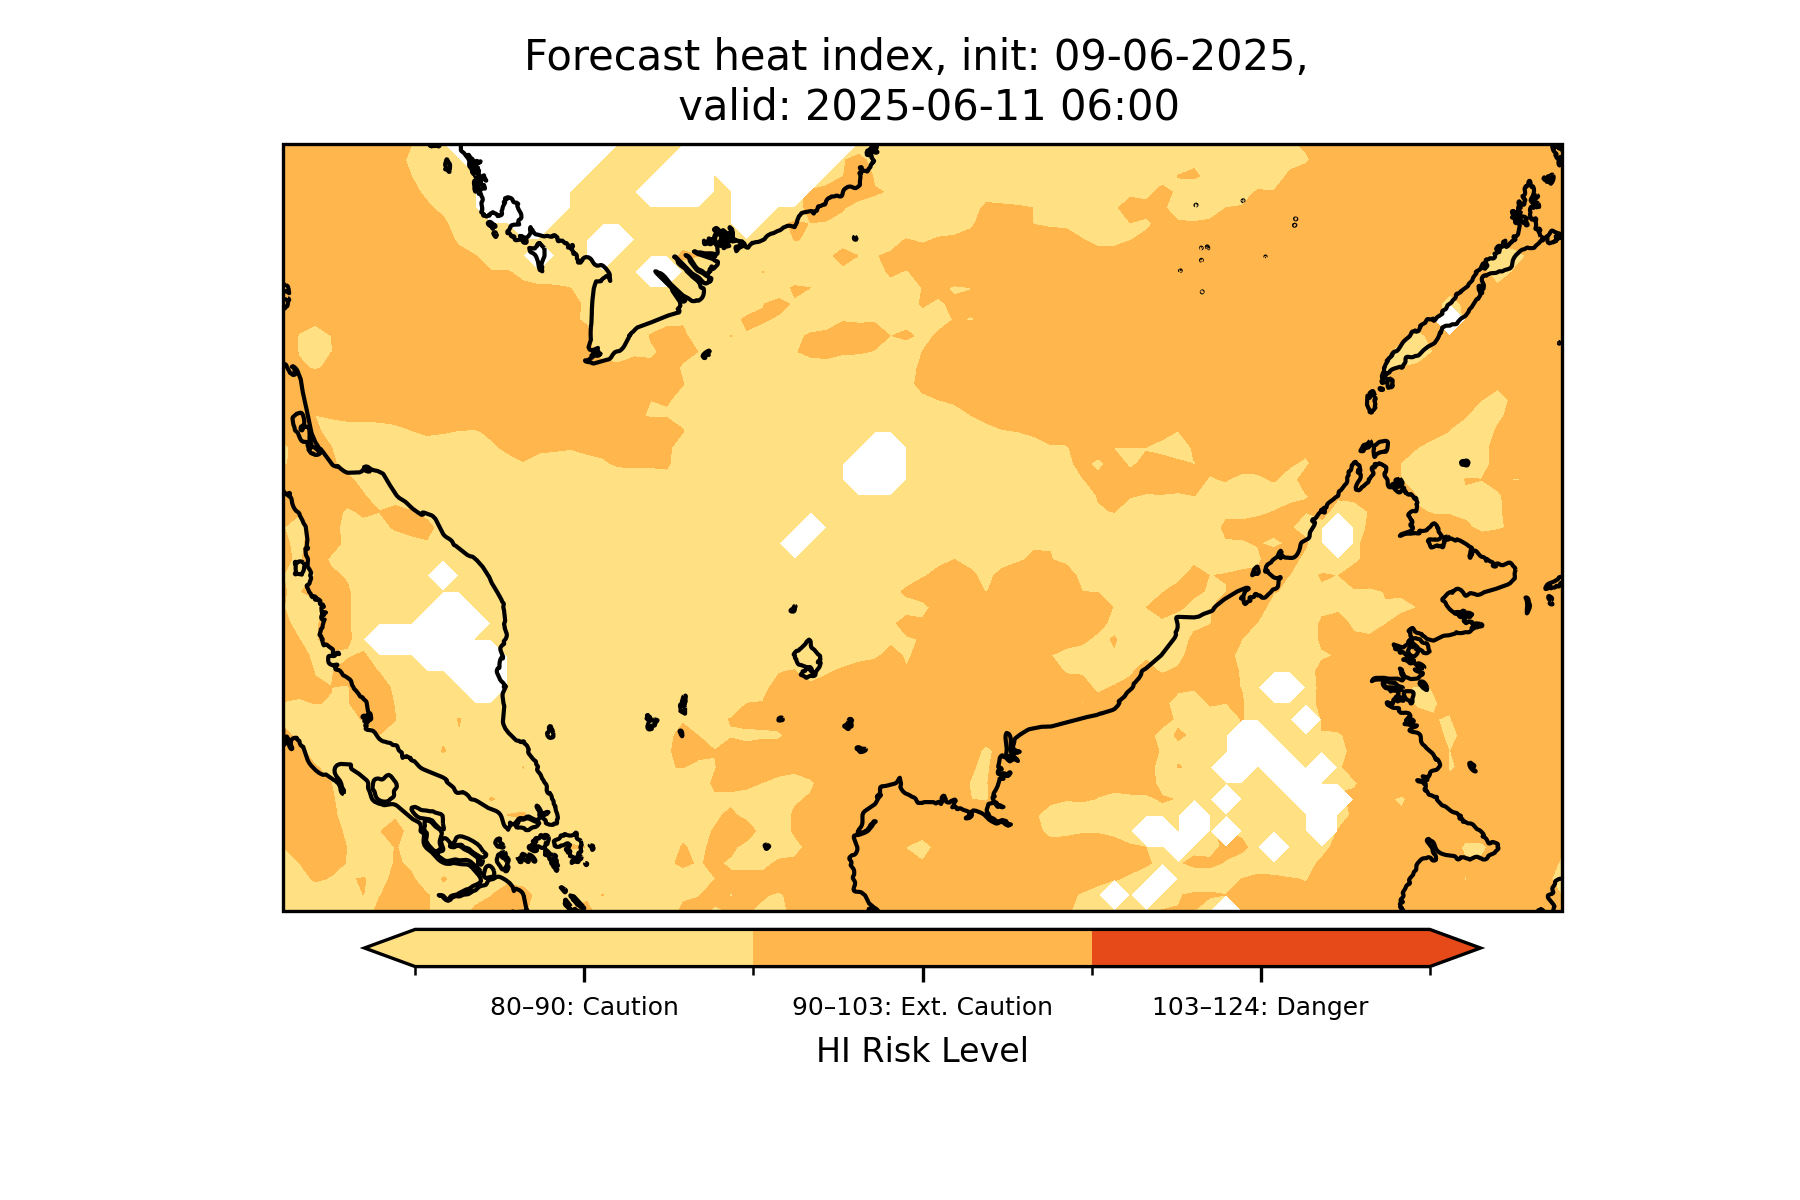 Forecast heat index, init: 09-06-2025,
valid: 2025-06-11 06:00
80–90: Caution
90–103: Ext. Caution
103–124: Danger
HI Risk Level